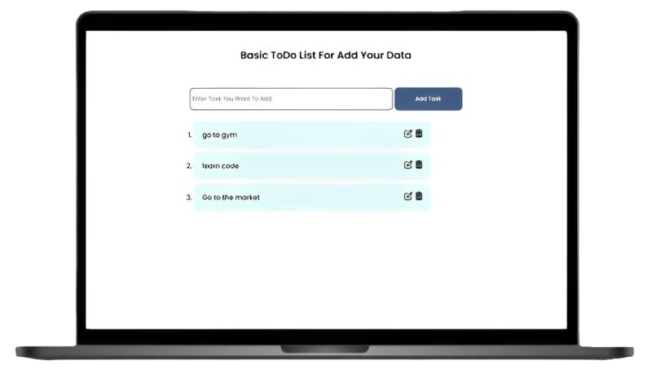 Basic ToDo List For Add Your Data
Enter Task You Want To Add
Add Task
1. go to gym
2. learn code
3. Go to the market